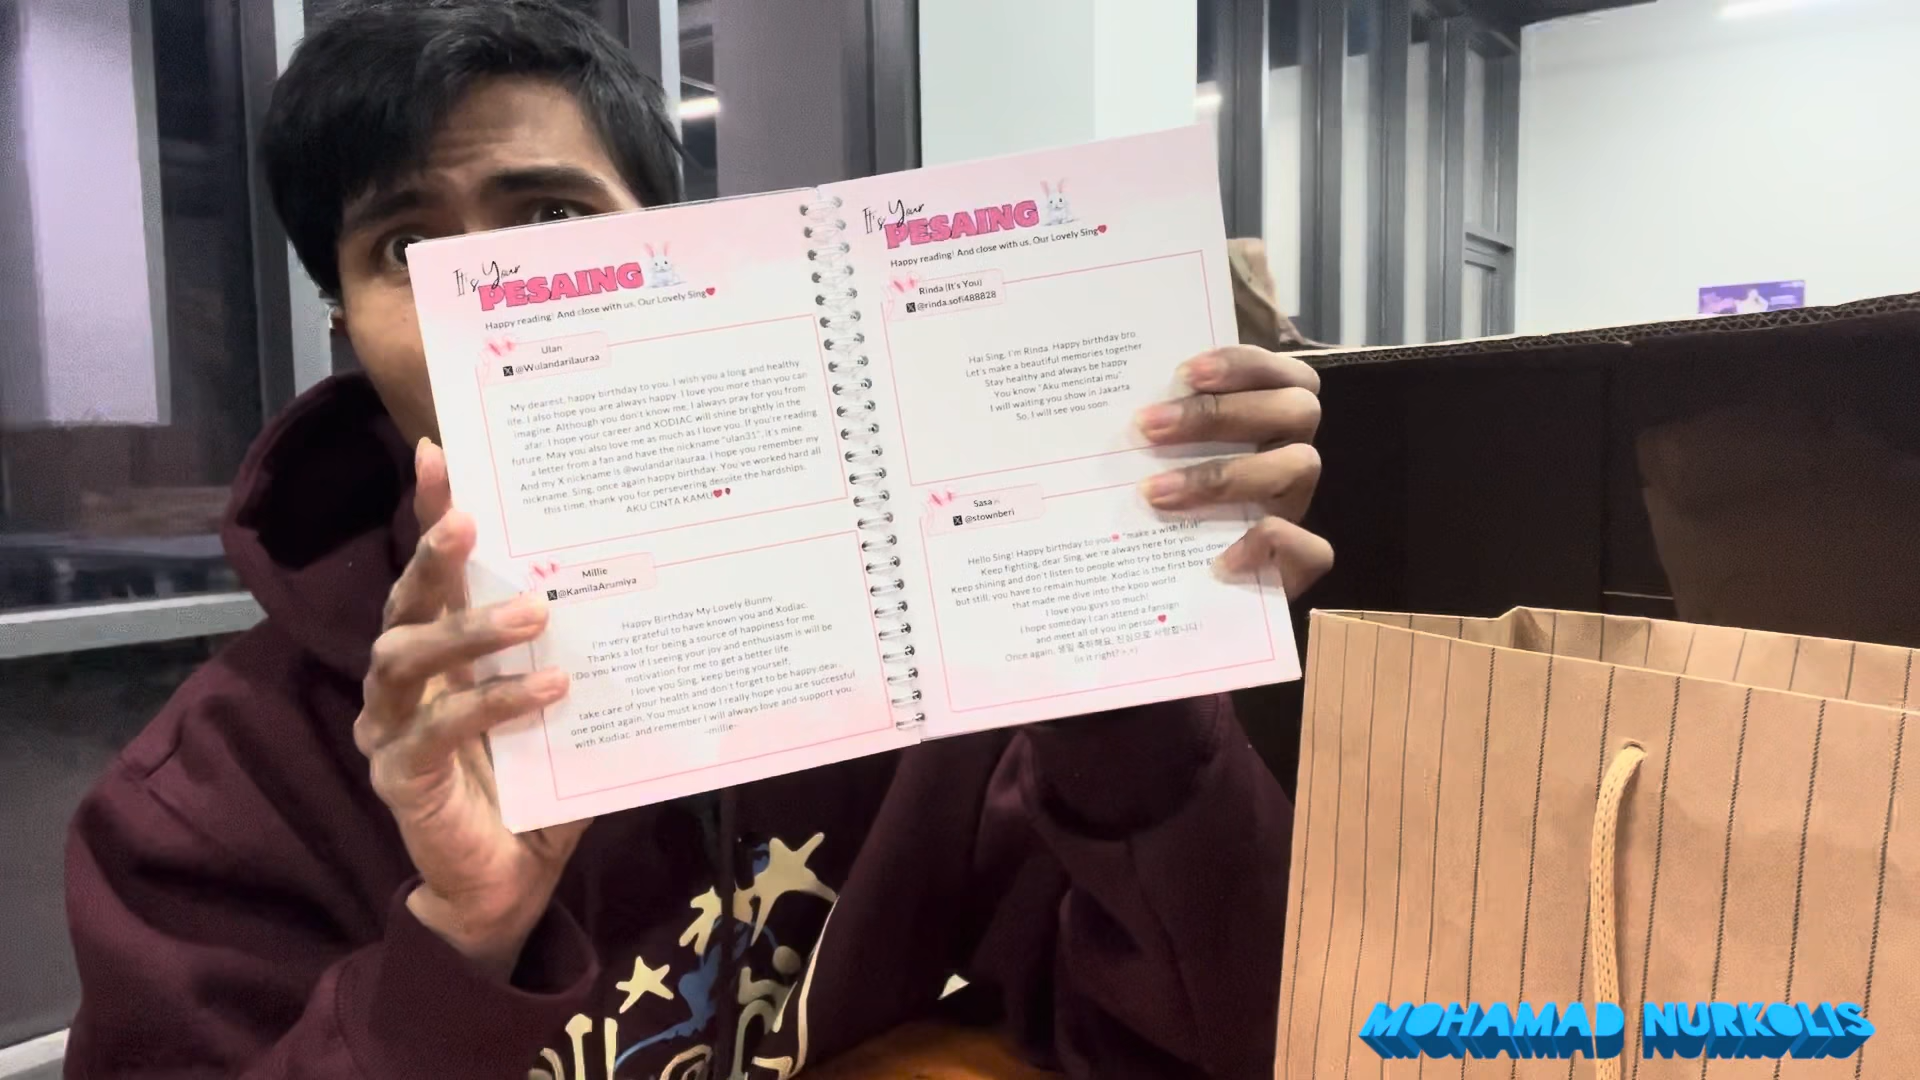 It's Your
PESAING
Happy reading! And close with us, Our Lovely Sing❤
Ulan
@Wulandarilauraa
My dearest, happy birthday to you. I wish you a long and healthy
life. I also hope you are always happy. I love you more than you can
imagine. Although you don't know me, I always pray for you from
afar. I hope your career and XODIAC will shine brightly in the
future. May you also love me as much as I love you. If you're reading
a letter from a fan and have the nickname "ulan31", it's mine.
And my X nickname is @wulandarilauraa. I hope you remember my
nickname. Sing, once again happy birthday. You've worked hard all
this time, thank you for persevering despite the hardships.
AKU CINTA KAMU❤🌹
Millie
@KamilaArumiya
Happy Birthday My Lovely Bunny
I'm very grateful to have known you and Xodiac.
Thanks a lot for being a source of happiness for me
Do you know if I seeing your joy and enthusiasm is will be
motivation for me to get a better life.
I love you Sing, keep being yourself,
take care of your health and don't forget to be happy dear..
one point again. You must know I really hope you are successful
with Xodiac, and remember I will always love and support you.
-millie-
It's Your
PESAING
Happy reading! And close with us, Our Lovely Sing❤
Rinda (It's You)
@rinda.sofi488828
Hai Sing, I'm Rinda. Happy birthday bro.
Let's make a beautiful memories together
Stay healthy and always be happy
You know "Aku mencintai mu"
I will waiting you show in Jakarta
So, I will see you soon.
Sasa
@stownberi
Hello Sing! Happy birthday to you *make a wish first*
Keep fighting, dear Sing, we're always here for you.
Keep shining and don't listen to people who try to bring you down,
but still, you have to remain humble. Xodiac is the first boy
that made me dive into the kpop world.
I love you guys so much!
I hope someday I can attend a fansign
and meet all of you in person❤
Once again, 생일 축하해요, 진심으로 사랑합니다!
(is it right? >.<)
MOHAMAD NURKOLIS